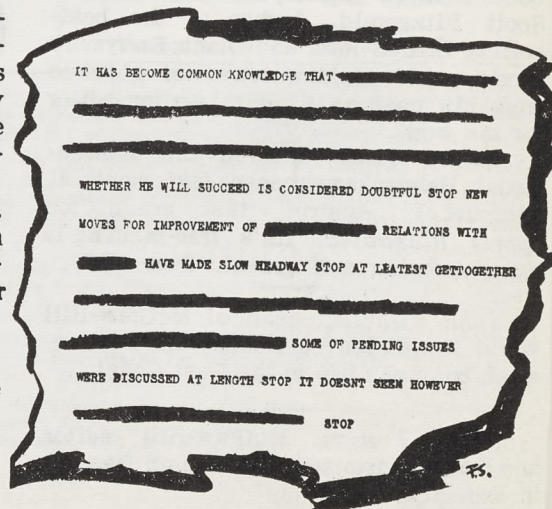 IT HAS BECOME COMMON KNOWLEDGE THAT
WHETHER HE WILL SUCCEED IS CONSIDERED DOUBTFUL STOP NEW
MOVES FOR IMPROVEMENT OF RELATIONS WITH
HAVE MADE SLOW HEADWAY STOP AT LEATEST GETTOGETHER
SOME OF PENDING ISSUES
WERE DISCUSSED AT LENGTH STOP IT DOESNT SEEM HOWEVER
STOP
F.S.